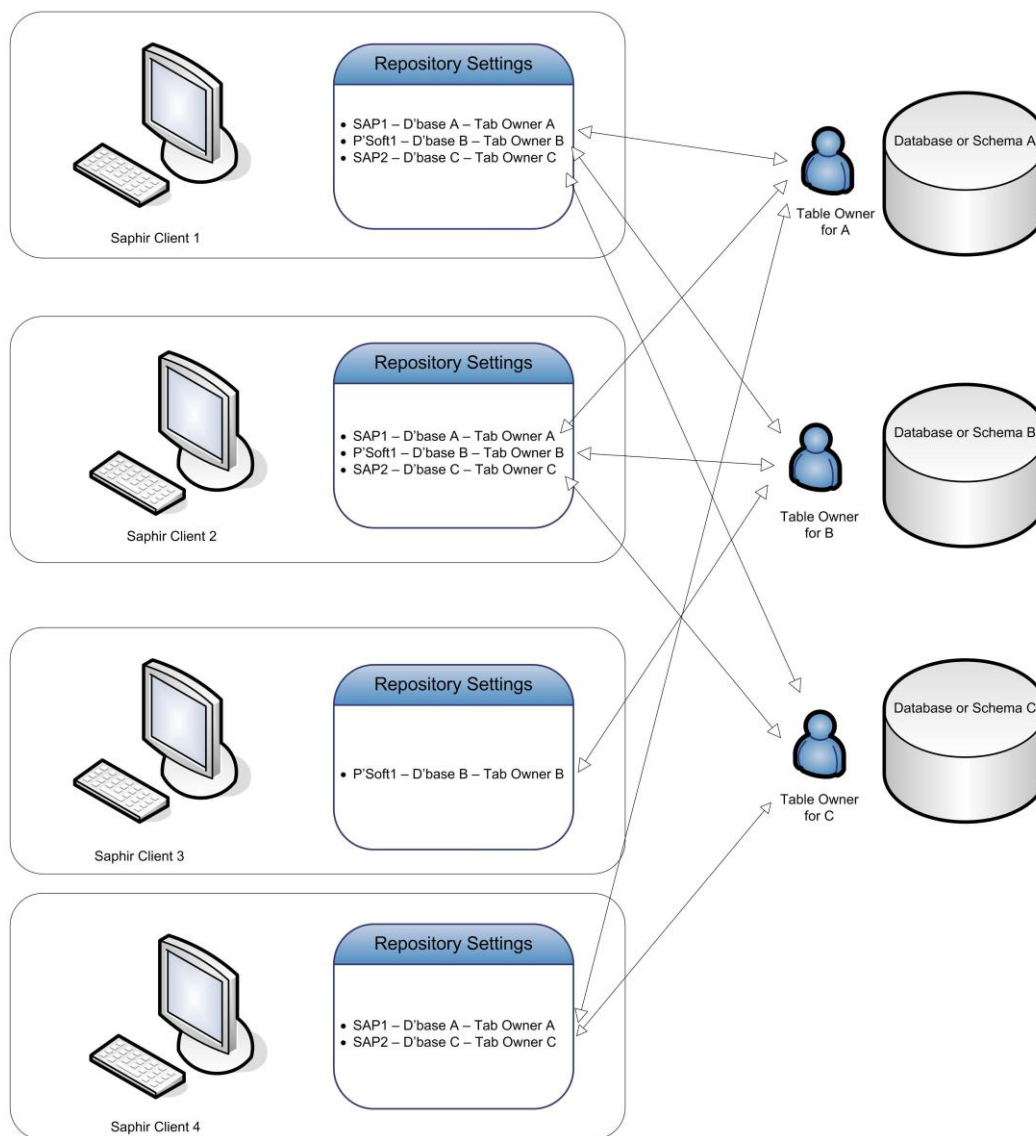 Repository Settings
• SAP1 – D'base A – Tab Owner A
• P'Soft1 – D'base B – Tab Owner B
• SAP2 – D'base C – Tab Owner C
Saphir Client 1
Table Owner
for A
Database or Schema A
Repository Settings
• SAP1 – D'base A – Tab Owner A
• P'Soft1 – D'base B – Tab Owner B
• SAP2 – D'base C – Tab Owner C
Saphir Client 2
Table Owner
for B
Database or Schema B
Repository Settings
• P'Soft1 – D'base B – Tab Owner B
Saphir Client 3
Table Owner
for C
Database or Schema C
Repository Settings
• SAP1 – D'base A – Tab Owner A
• SAP2 – D'base C – Tab Owner C
Saphir Client 4